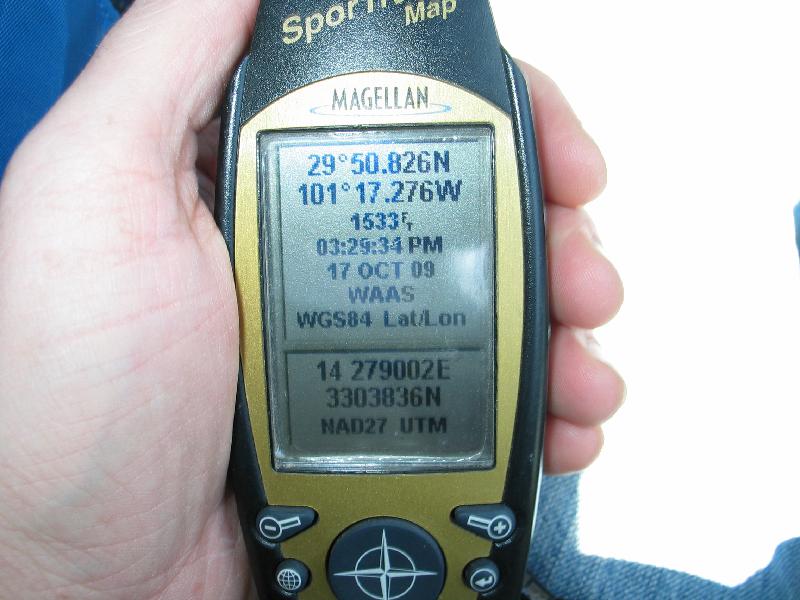 Map
MAGELLAN
29°50.826N
101°17.276W
1533FT
03:29:34 PM
17 OCT 09
WAAS
WGS84 Lat/Lon
14 279002E
3303836N
NAD27 UTM